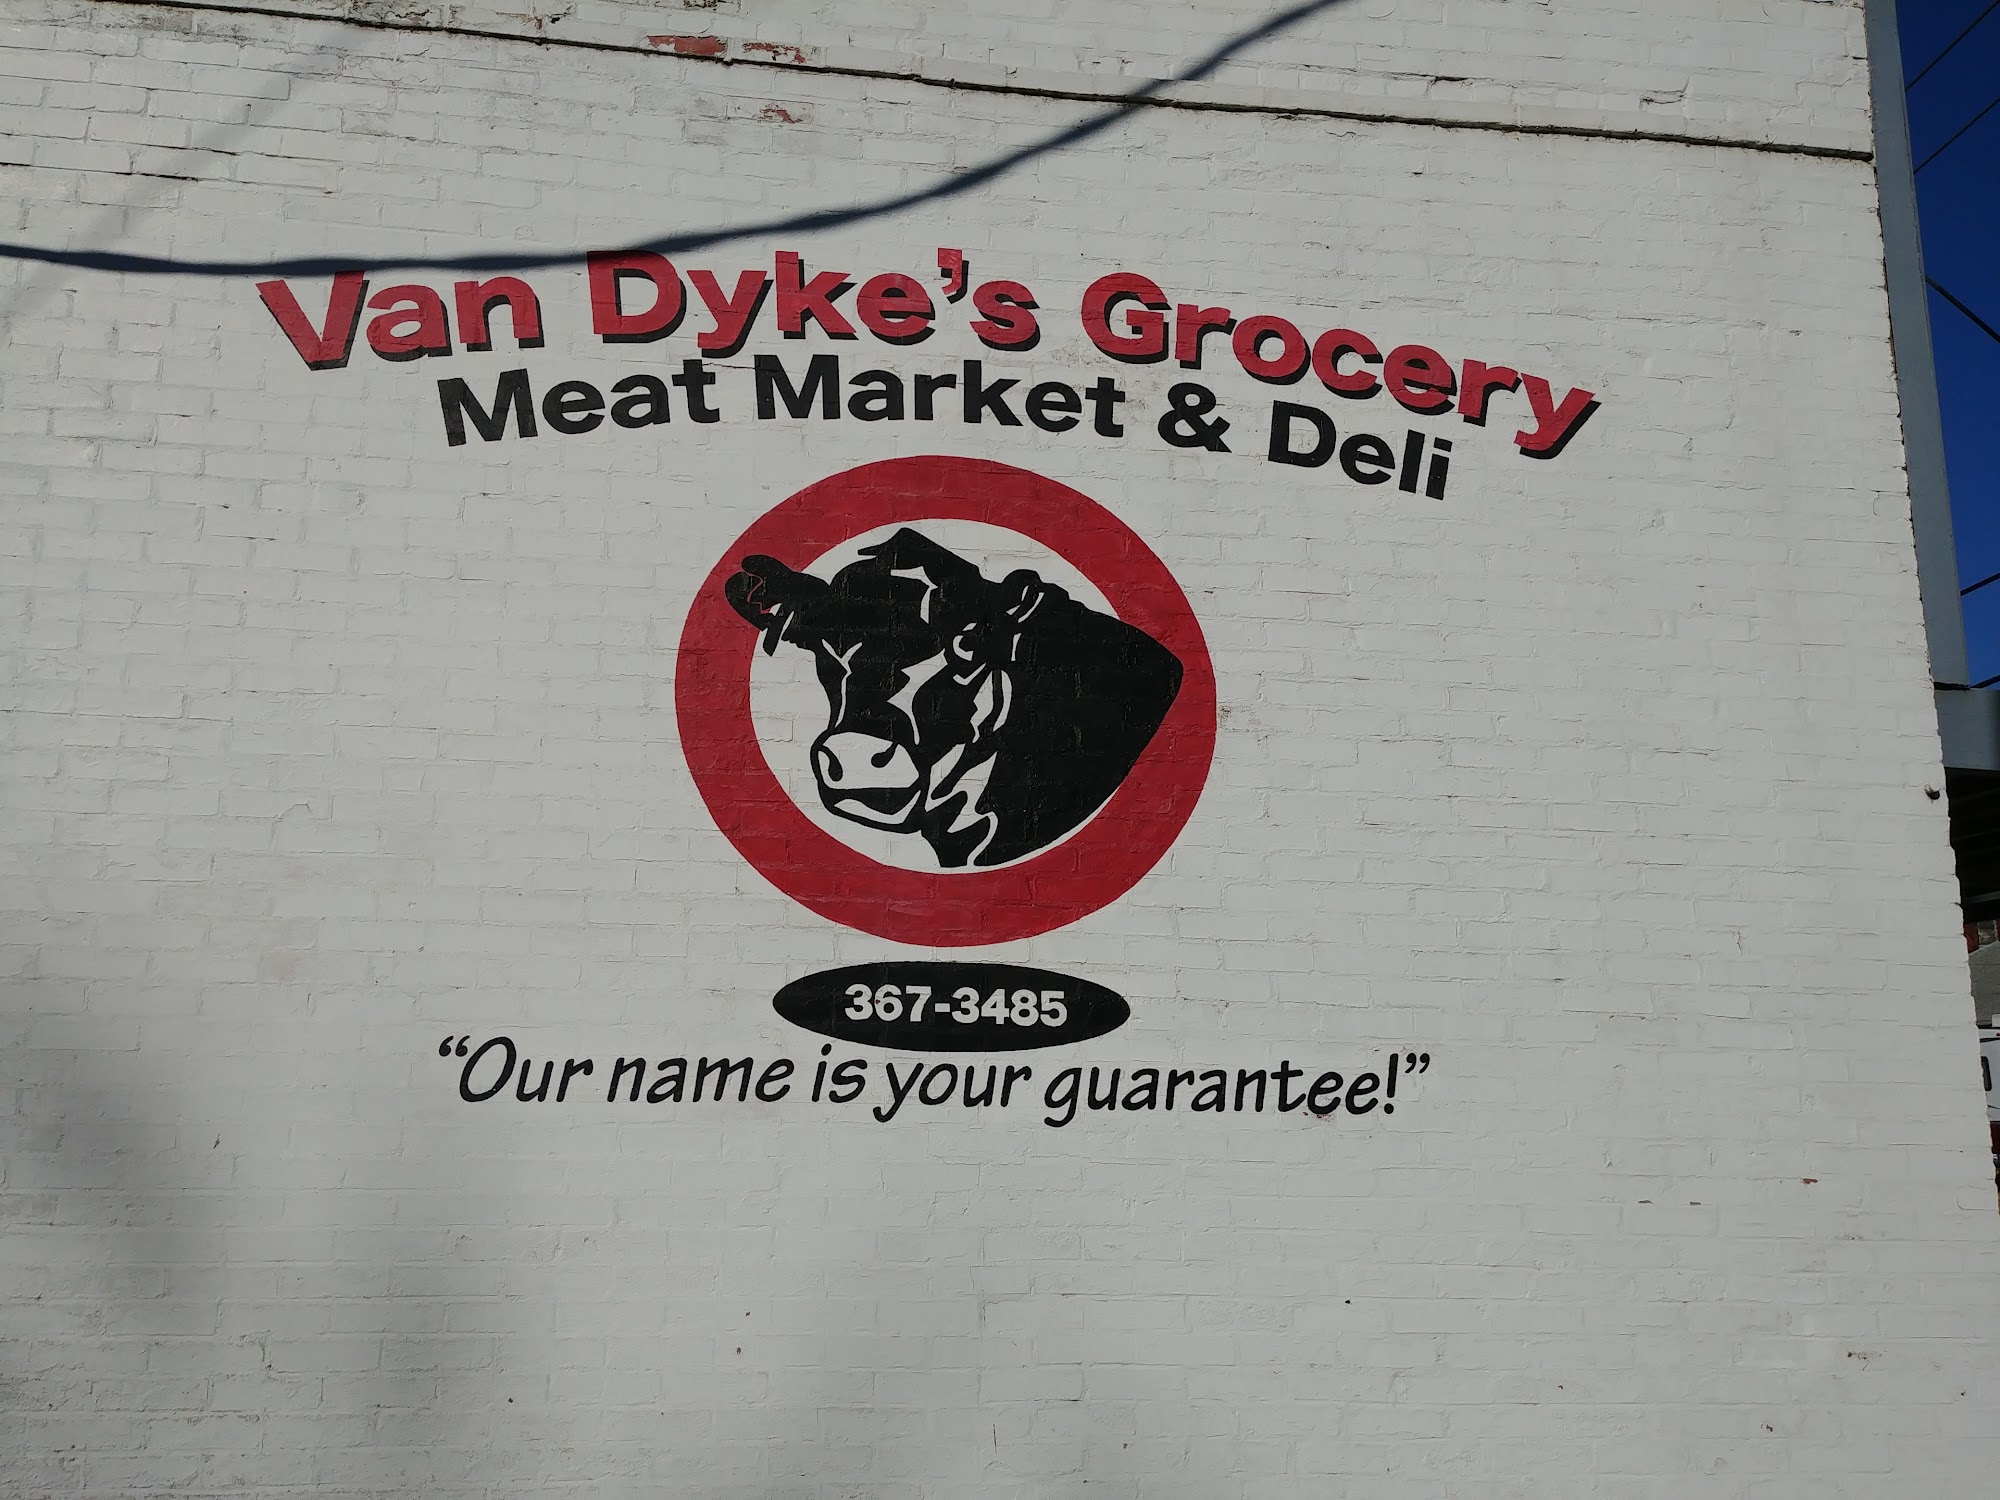 Van Dyke's Grocery
Meat Market & Deli
367-3485
“Our name is your guarantee!”